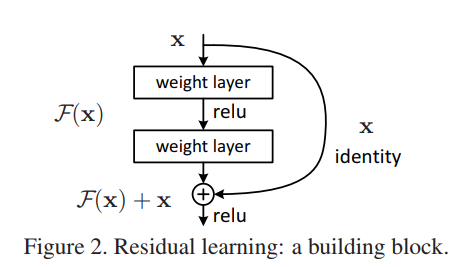 x
weight layer
F(x)
relu
x
weight layer
identity
F(x) + x
relu
Figure 2. Residual learning: a building block.